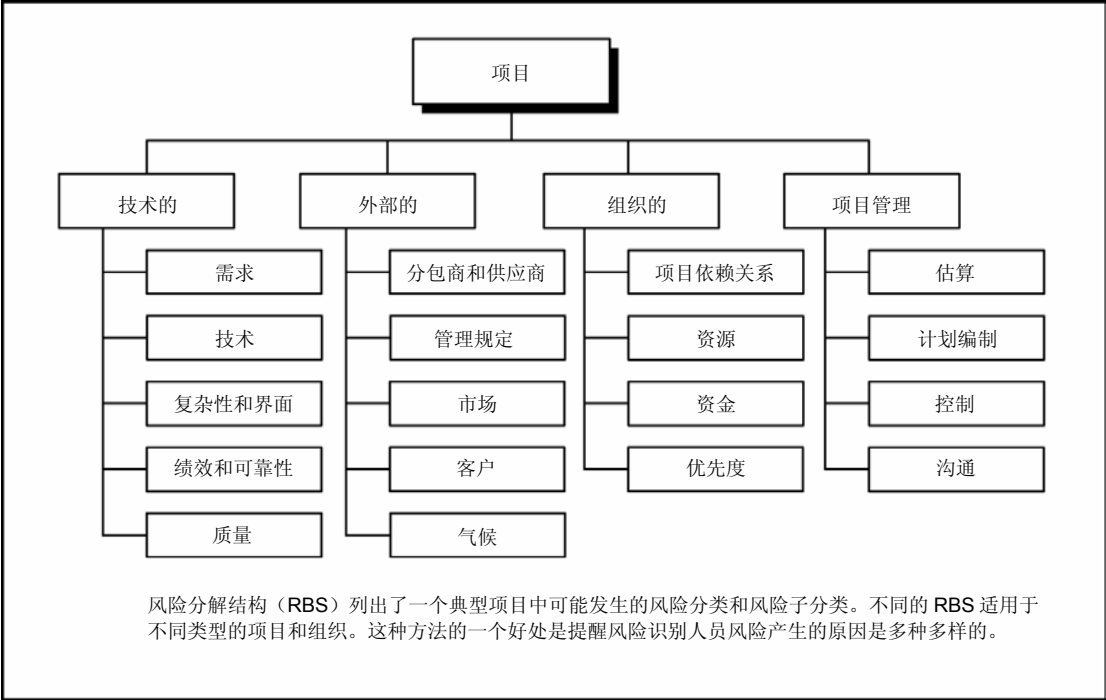 项目
技术的
外部的
组织的
项目管理
需求
分包商和供应商
项目依赖关系
估算
技术
管理规定
资源
计划编制
复杂性和界面
市场
资金
控制
绩效和可靠性
客户
优先度
沟通
质量
气候
风险分解结构（RBS）列出了一个典型项目中可能发生的风险分类和风险子分类。不同的 RBS 适用于
不同类型的项目和组织。这种方法的一个好处是提醒风险识别人员风险产生的原因是多种多样的。